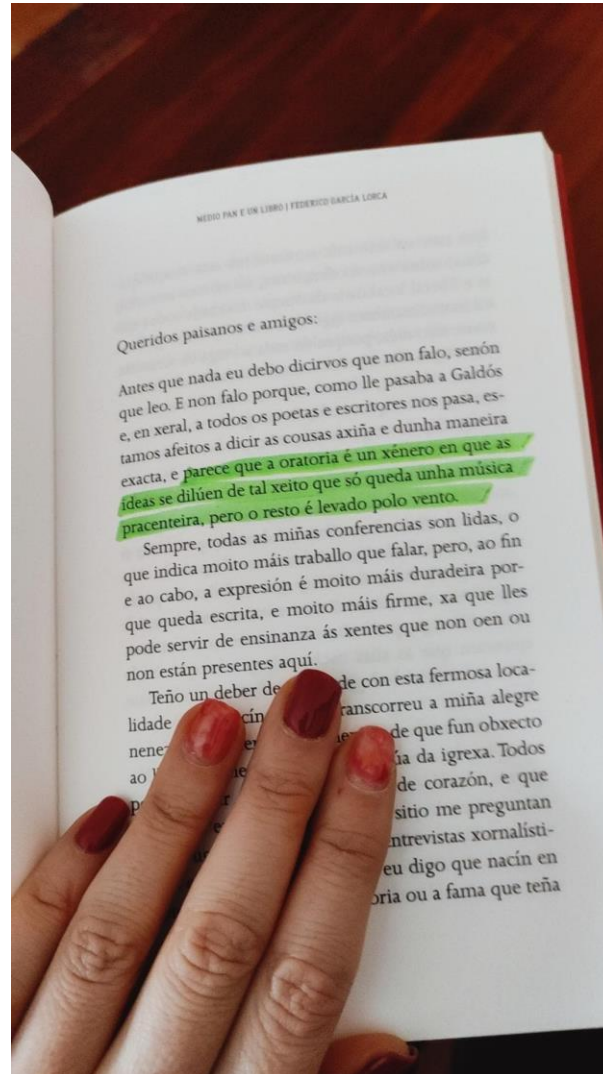 MEDIO PAN E UN LIBRO | FEDERICO GARCÍA LORCA
Queridos paisanos e amigos:
Antes que nada eu debo dicirvos que non falo, senón
que leo. E non falo porque, como lle pasaba a Galdós
e, en xeral, a todos os poetas e escritores nos pasa, es-
tamos afeitos a dicir as cousas axiña e dunha maneira
exacta, e parece que a oratoria é un xénero en que as
ideas se dilúen de tal xeito que só queda unha música
pracenteira, pero o resto é levado polo vento.
Sempre, todas as miñas conferencias son lidas, o
que indica moito máis traballo que falar, pero, ao fin
e ao cabo, a expresión é moito máis duradeira por-
que queda escrita, e moito máis firme, xa que lles
pode servir de ensinanza ás xentes que non oen ou
non están presentes aquí.
Teño un deber de de con esta fermosa loca-
lidade transcorreu a miña alegre
de que fun obxecto
da igrexa. Todos
de corazón, e que
sitio me preguntan
entrevistas xornalísti-
eu digo que nacín en
ou a fama que teña